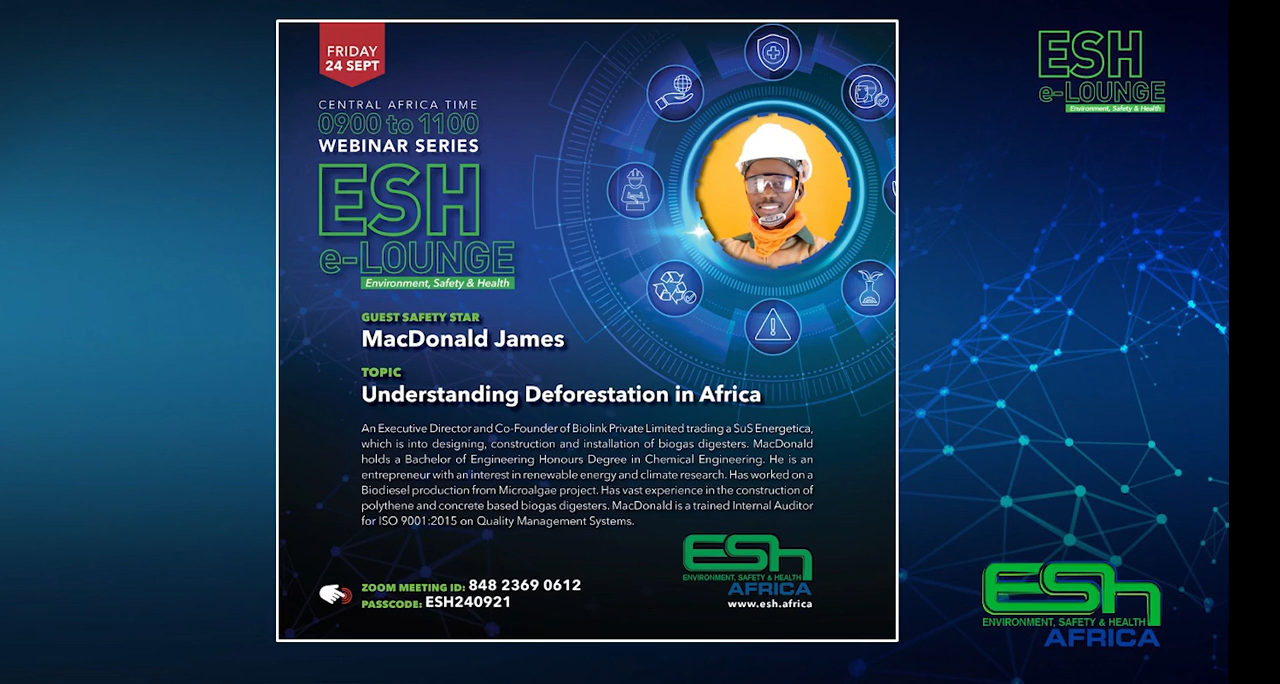 FRIDAY
24 SEPT
CENTRAL AFRICA TIME
0900 to 1100
WEBINAR SERIES
ESH
e-LOUNGE
Environment, Safety & Health
GUEST SAFETY STAR
MacDonald James
TOPIC
Understanding Deforestation in Africa
An Executive Director and Co-Founder of Biolink Private Limited trading a SuS Energetica,
which is into designing, construction and installation of biogas digesters. MacDonald
holds a Bachelor of Engineering Honours Degree in Chemical Engineering. He is an
entrepreneur with an interest in renewable energy and climate research. Has worked on a
Biodiesel production from Microalgae project. Has vast experience in the construction of
polythene and concrete based biogas digesters. MacDonald is a trained Internal Auditor
for ISO 9001:2015 on Quality Management Systems.
ZOOM MEETING ID: 848 2369 0612
PASSCODE: ESH240921
ESh
ENVIRONMENT, SAFETY & HEALTH
AFRICA
www.esh.africa
ESH
e-LOUNGE
Environment, Safety & Health
ESh
ENVIRONMENT, SAFETY & HEALTH
AFRICA